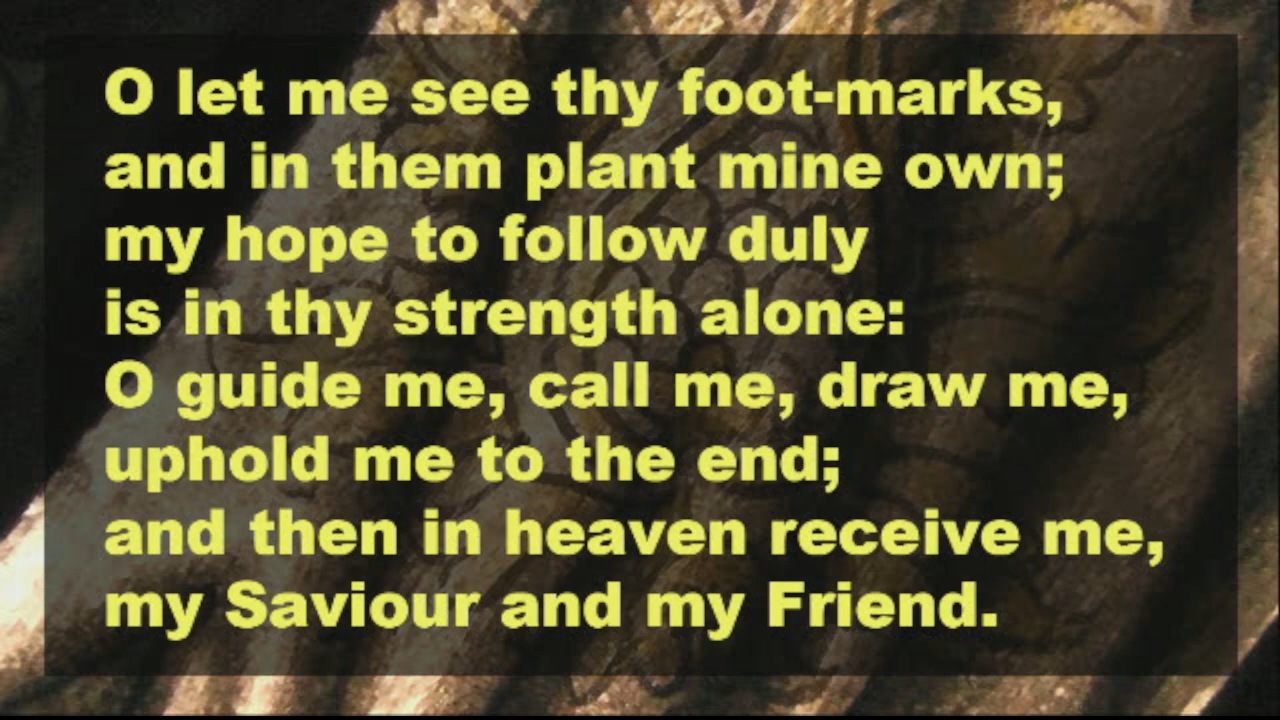 O let me see thy foot-marks,
and in them plant mine own;
my hope to follow duly
is in thy strength alone:
O guide me, call me, draw me,
uphold me to the end;
and then in heaven receive me,
my Saviour and my Friend.